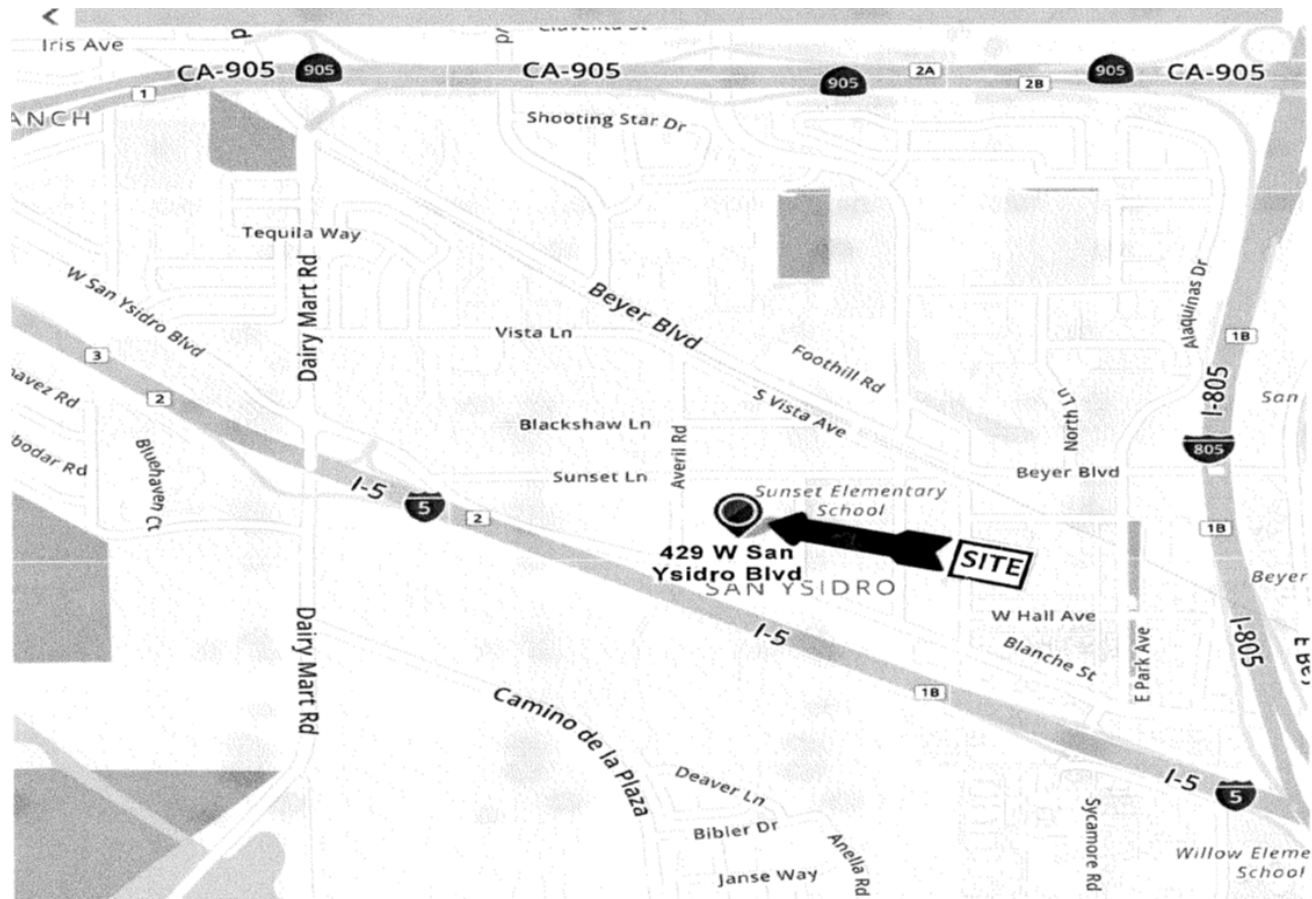 Iris Ave
CA-905
905
CA-905
905
2A
2B
905
CA-905
1
ANCH
Shooting Star Dr
Tequila Way
W San Ysidro Blvd
Dairy Mart Rd
Beyer Blvd
Alaquinas Dr
Vista Ln
Foothill Rd
1B
3
2
I-805
San
S Vista Ave
North Ln
Blackshaw Ln
Averil Rd
805
Bluehaven Ct
Sunset Ln
Beyer Blvd
I-5
5
2
Sunset Elementary
School
1B
429 W San
Ysidro Blvd
SITE
SAN YSIDRO
Beyer
W Hall Ave
I-5
Blanche St
E Park Ave
I-805
Dairy Mart Rd
1B
Camino de la Plaza
Deaver Ln
I-5
5
Bibler Dr
Anella Rd
Sycamore Rd
Janse Way
Willow Eleme
School